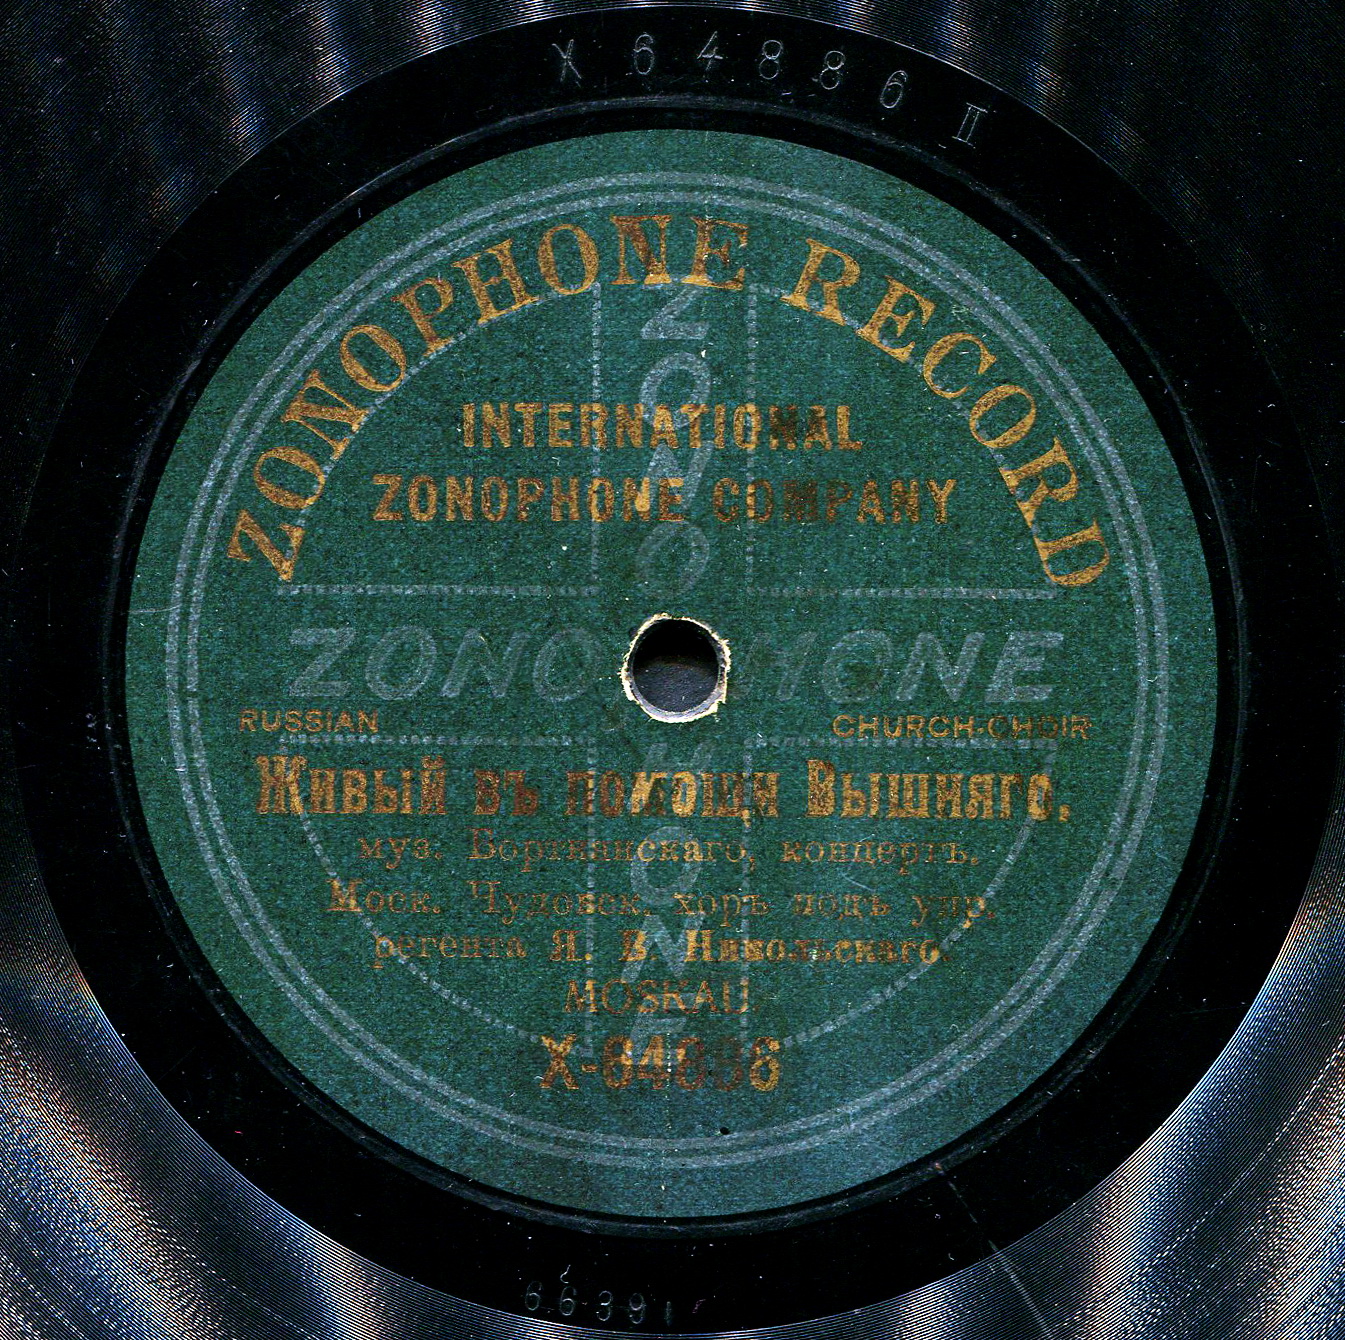 X 64886 II
ZONOPHONE RECORD
INTERNATIONAL
ZONOPHONE COMPANY
ZONOPHONE
ZONOPHONE
RUSSIAN CHURCH-CHOIR
Живый въ помощи Вышняго.
муз. Бортнянскаго, концертъ.
Моск. Чудовск. хоръ подъ упр.
регента Я. В. Никольскаго.
MOSKAU
X-64886